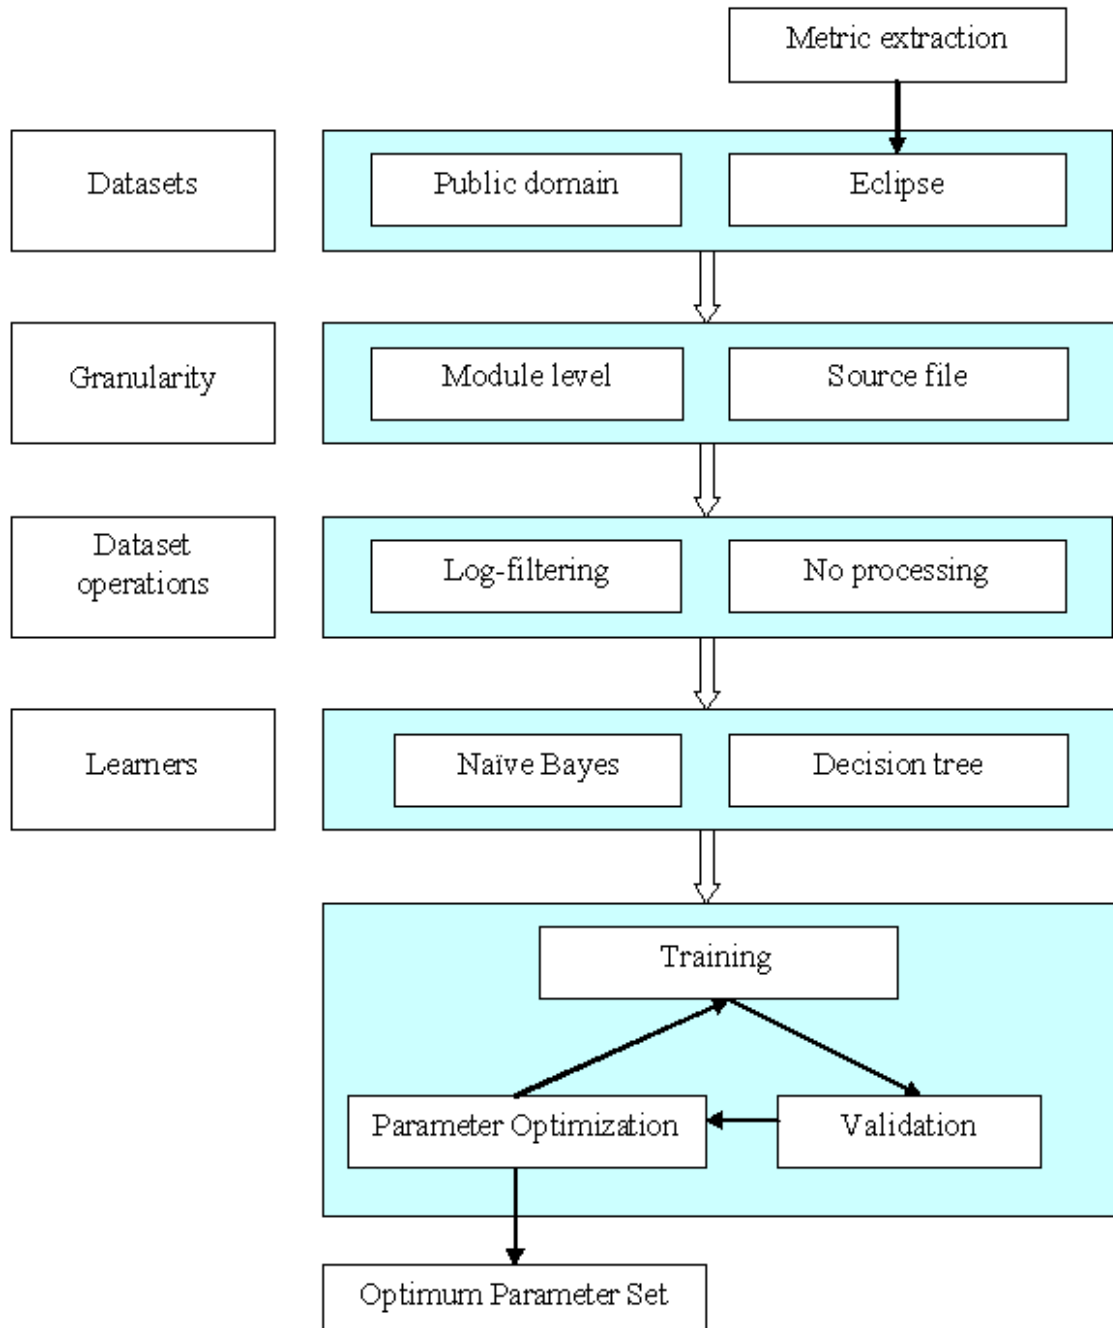 Metric extraction
Datasets
Public domain
Eclipse
Granularity
Module level
Source file
Dataset
operations
Log-filtering
No processing
Learners
Naïve Bayes
Decision tree
Training
Parameter Optimization
Validation
Optimum Parameter Set